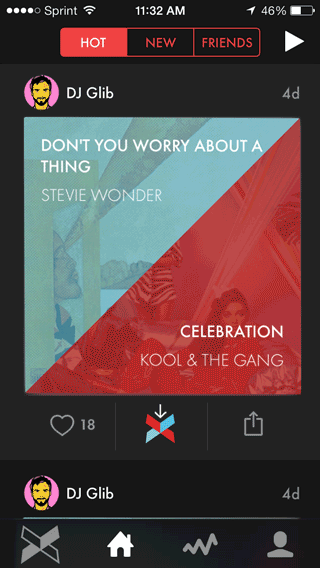 Sprint 11:32 AM 46%
HOT NEW FRIENDS
DJ Glib 4d
DON'T YOU WORRY ABOUT A
THING
STEVIE WONDER
CELEBRATION
KOOL & THE GANG
18
DJ Glib 4d